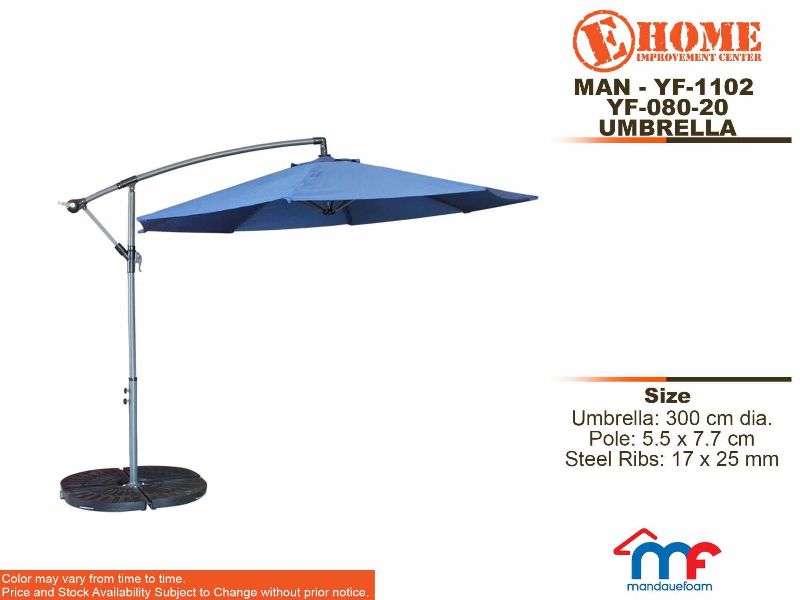 E HOME
IMPROVEMENT CENTER
MAN - YF-1102
YF-080-20
UMBRELLA
Size
Umbrella: 300 cm dia.
Pole: 5.5 x 7.7 cm
Steel Ribs: 17 x 25 mm
mf
mandauefoam
Color may vary from time to time.
Price and Stock Availability Subject to Change without prior notice.